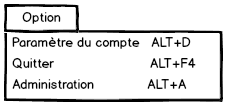 Option
Paramètre du compte ALT+D
Quitter ALT+F4
Administration ALT+A